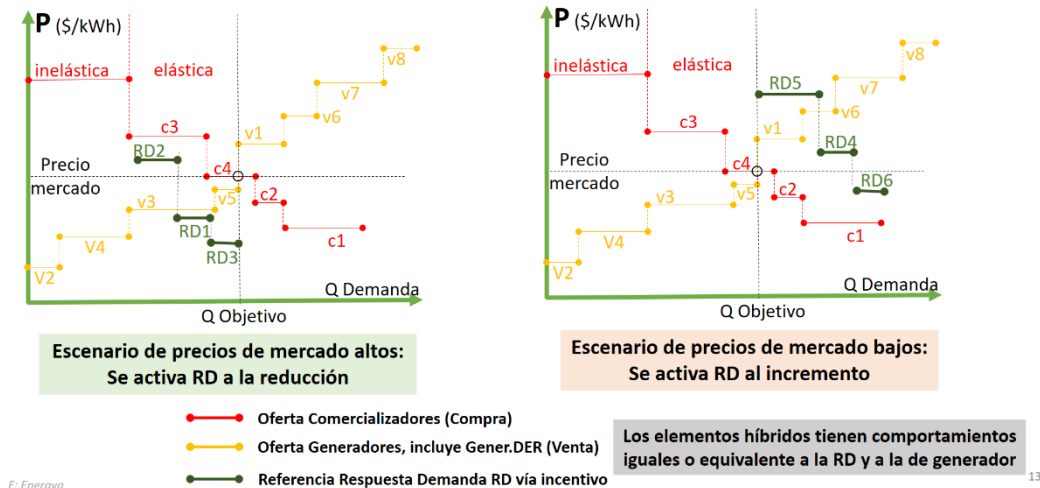 P ($/kWh)
inelástica
elástica
v8
v7
v6
c3
v1
RD2
Precio
mercado
c4
v5
c2
v3
RD1
c1
V4
RD3
V2
Q Demanda
Q Objetivo
P ($/kWh)
inelástica
elástica
v8
RD5
v7
v6
c3
v1
RD4
Precio
mercado
c4
v5
c2
RD6
v3
c1
V4
V2
Q Demanda
Q Objetivo
Escenario de precios de mercado altos:
Se activa RD a la reducción
Escenario de precios de mercado bajos:
Se activa RD al incremento
Oferta Comercializadores (Compra)
Oferta Generadores, incluye Gener.DER (Venta)
Referencia Respuesta Demanda RD vía incentivo
Los elementos híbridos tienen comportamientos
iguales o equivalente a la RD y a la de generador
13